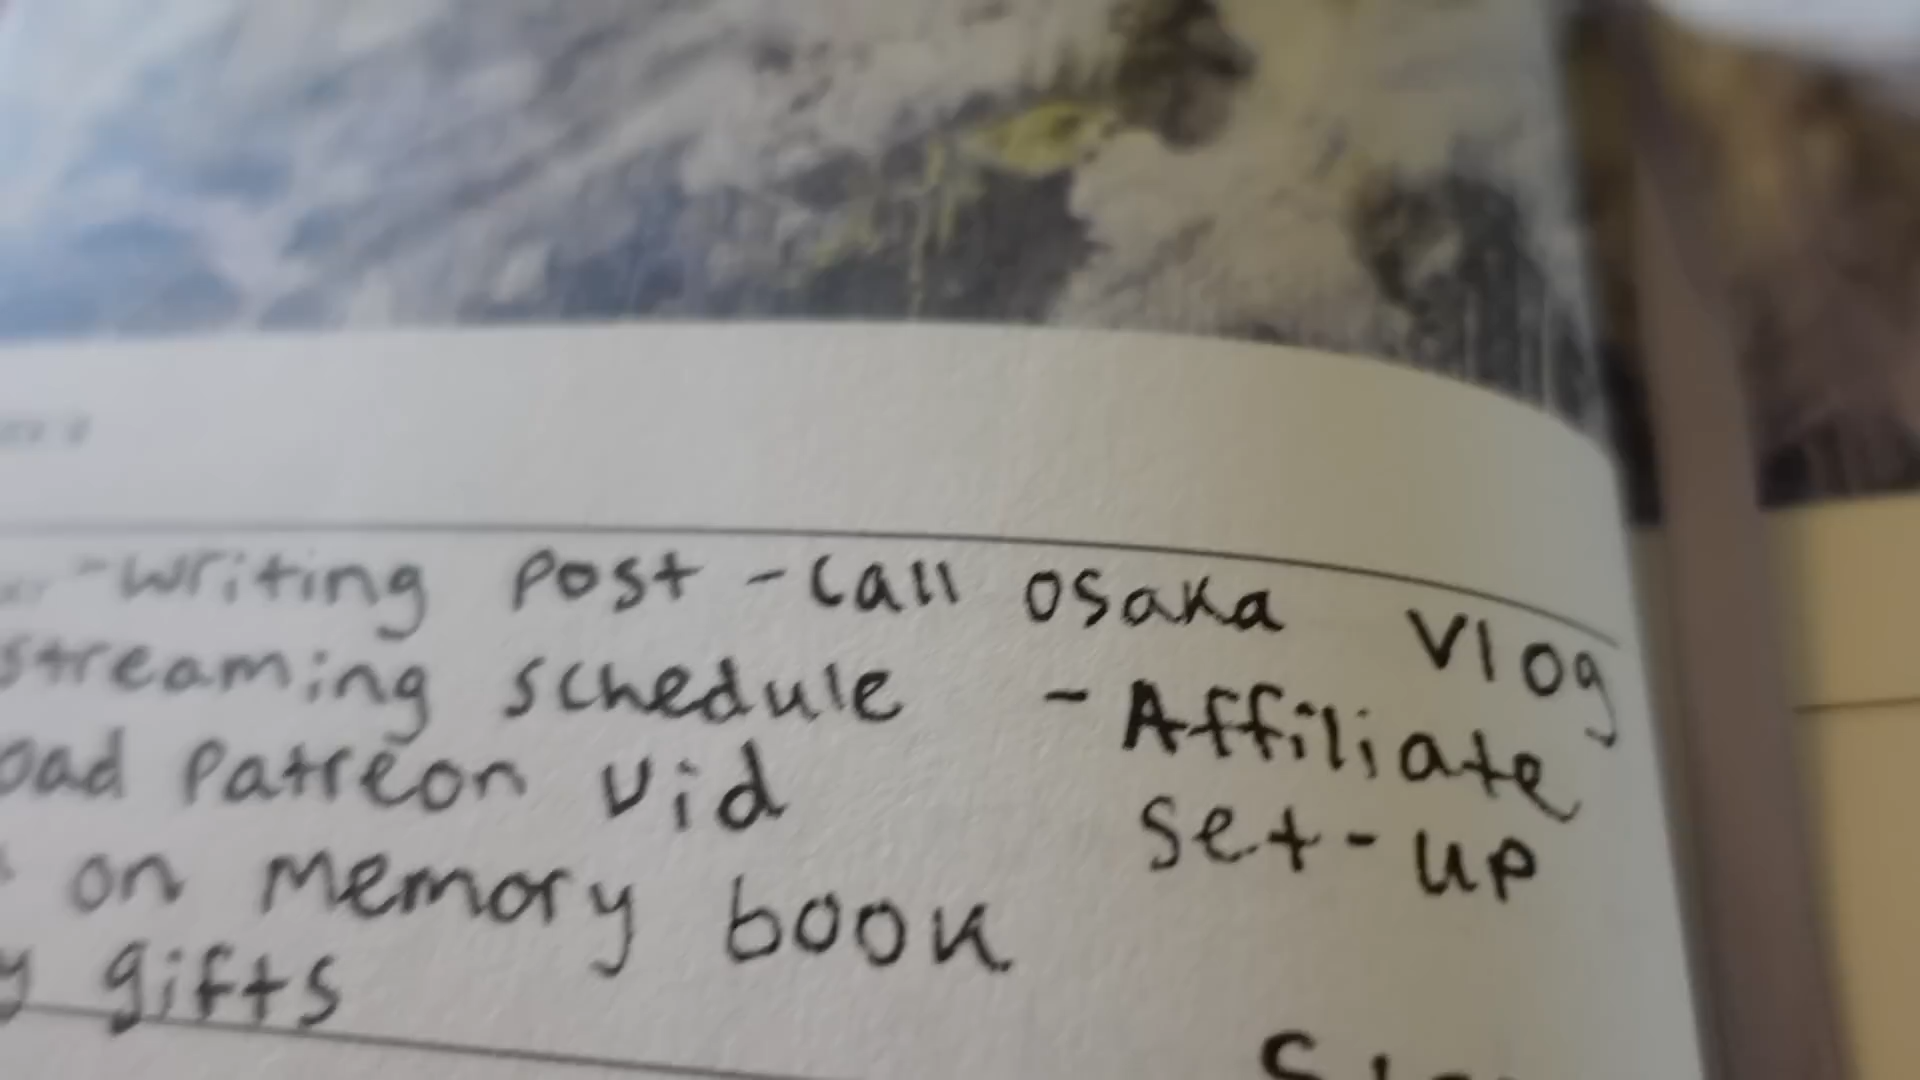 -Writing post -Call Osaka Vlog
streaming schedule -Affiliate
Patreon vid set-up
on memory book
gifts